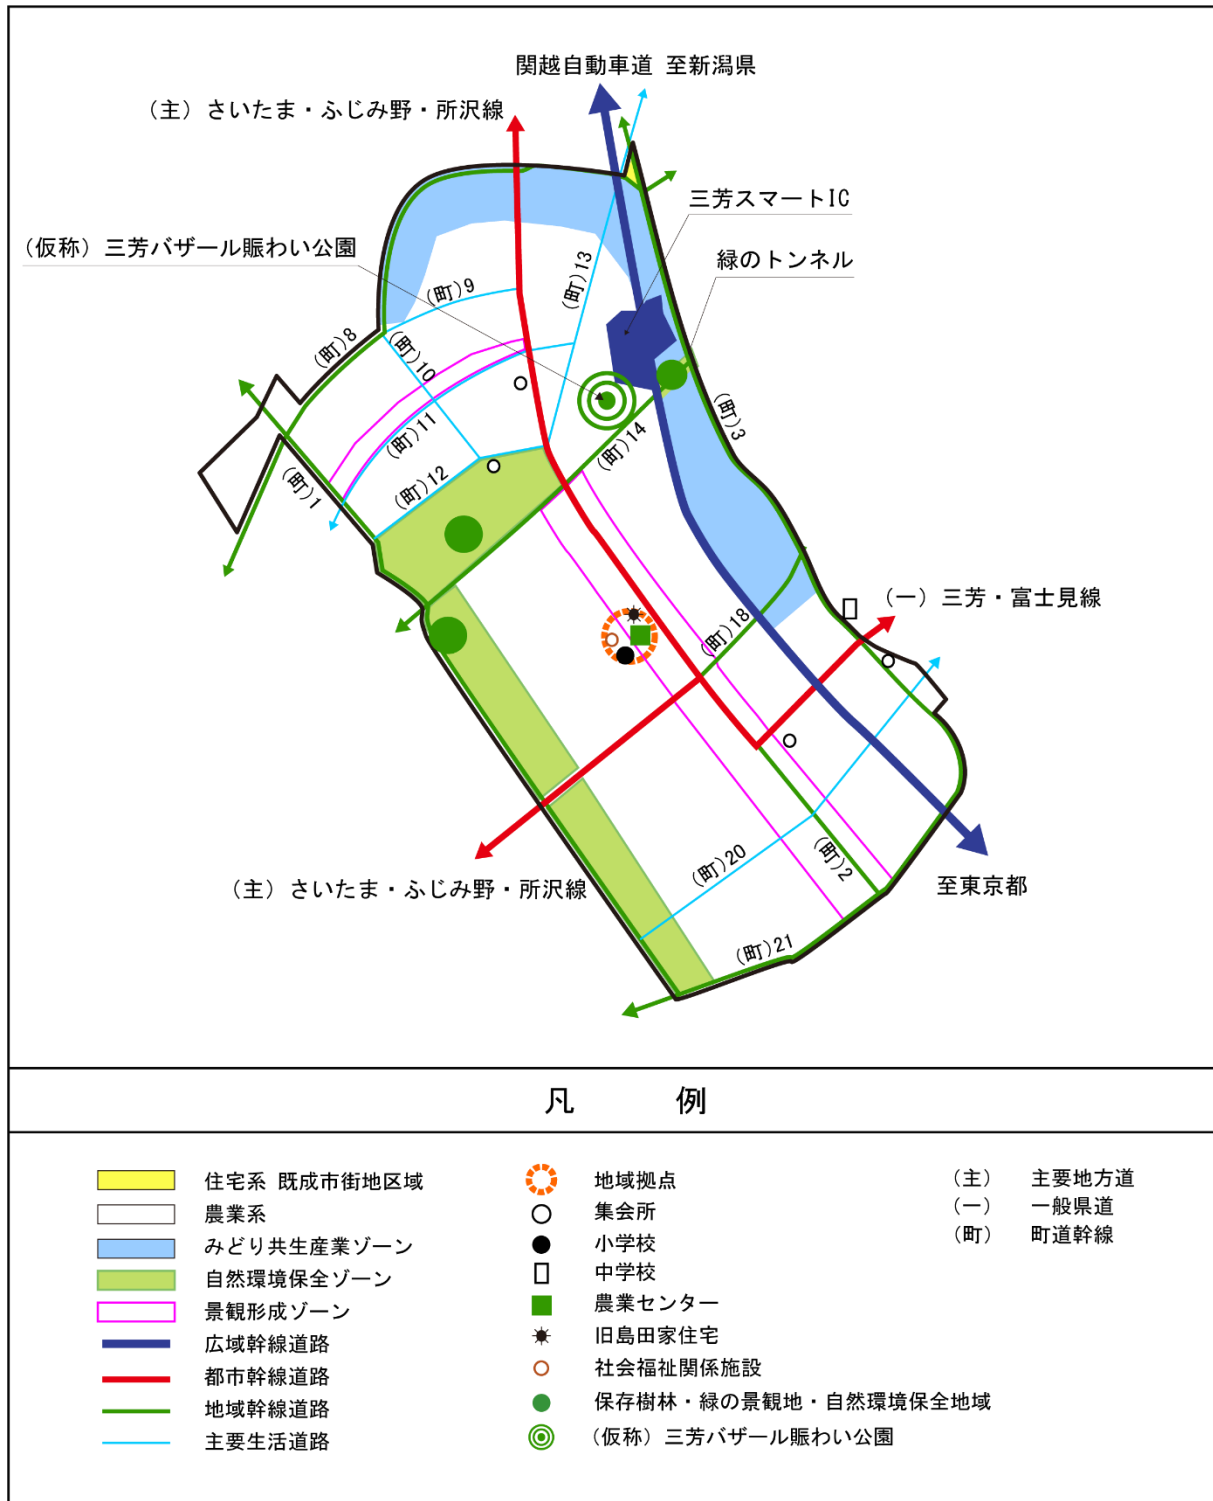 関越自動車道 至新潟県
（主）さいたま・ふじみ野・所沢線
三芳スマートIC
（仮称）三芳バザール賑わい公園
緑のトンネル
(町)13
(町)9
(町)8
(町)10
(町)3
(町)11
(町)14
(町)12
(町)1
（一）三芳・富士見線
(町)18
(町)20
(町)2
（主）さいたま・ふじみ野・所沢線
至東京都
(町)21
凡　例
住宅系 既成市街地区域
農業系
みどり共生産業ゾーン
自然環境保全ゾーン
景観形成ゾーン
広域幹線道路
都市幹線道路
地域幹線道路
主要生活道路
地域拠点
集会所
小学校
中学校
農業センター
旧島田家住宅
社会福祉関係施設
保存樹林・緑の景観地・自然環境保全地域
（仮称）三芳バザール賑わい公園
（主）　主要地方道
（一）　一般県道
（町）　町道幹線